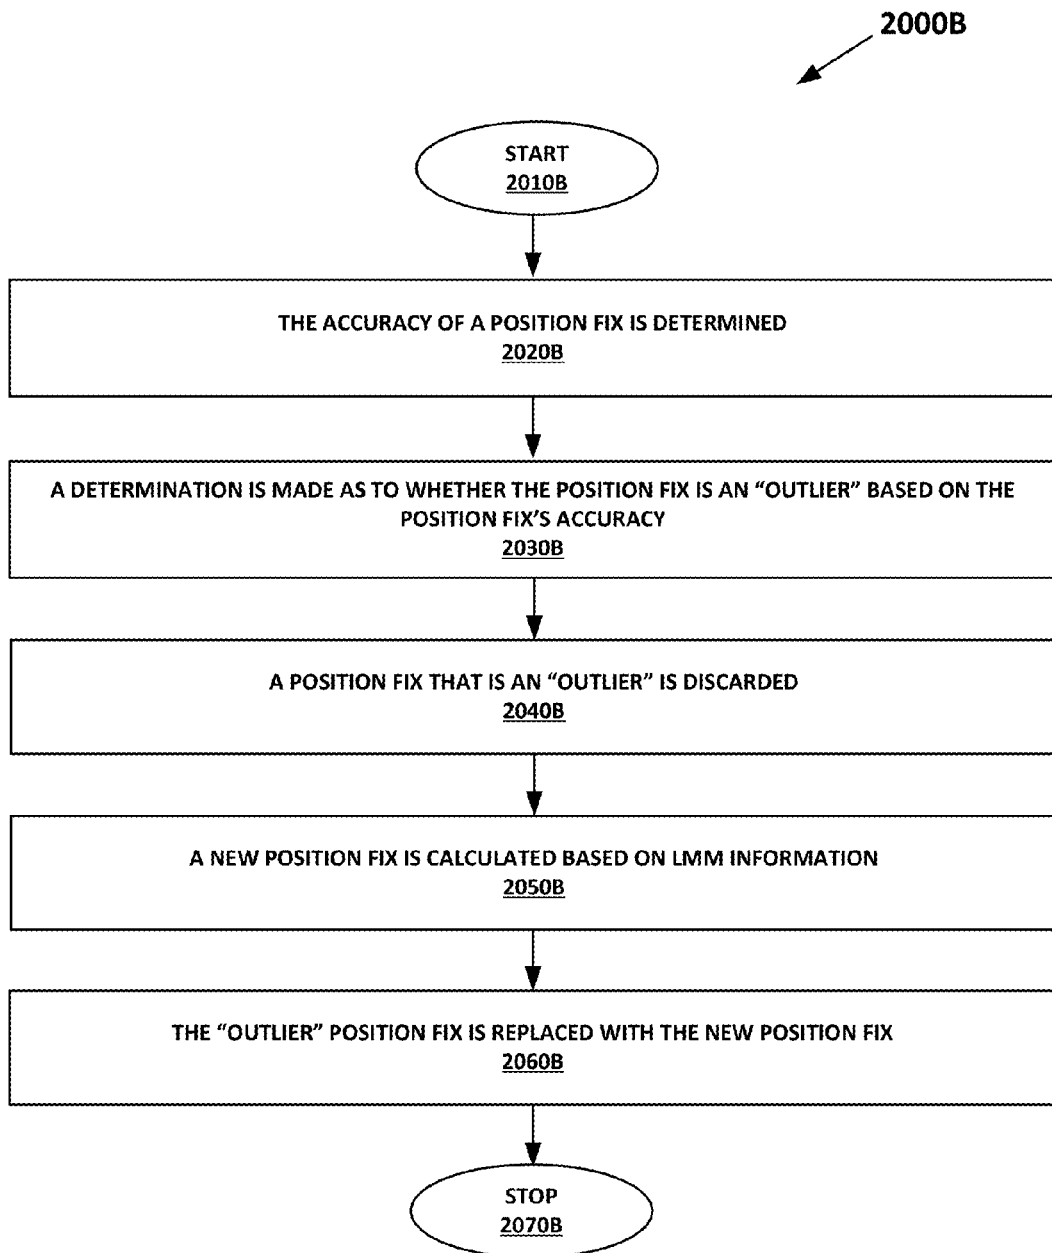 2000B
START
2010B
THE ACCURACY OF A POSITION FIX IS DETERMINED
2020B
A DETERMINATION IS MADE AS TO WHETHER THE POSITION FIX IS AN “OUTLIER” BASED ON THE
POSITION FIX’S ACCURACY
2030B
A POSITION FIX THAT IS AN “OUTLIER” IS DISCARDED
2040B
A NEW POSITION FIX IS CALCULATED BASED ON LMM INFORMATION
2050B
THE “OUTLIER” POSITION FIX IS REPLACED WITH THE NEW POSITION FIX
2060B
STOP
2070B